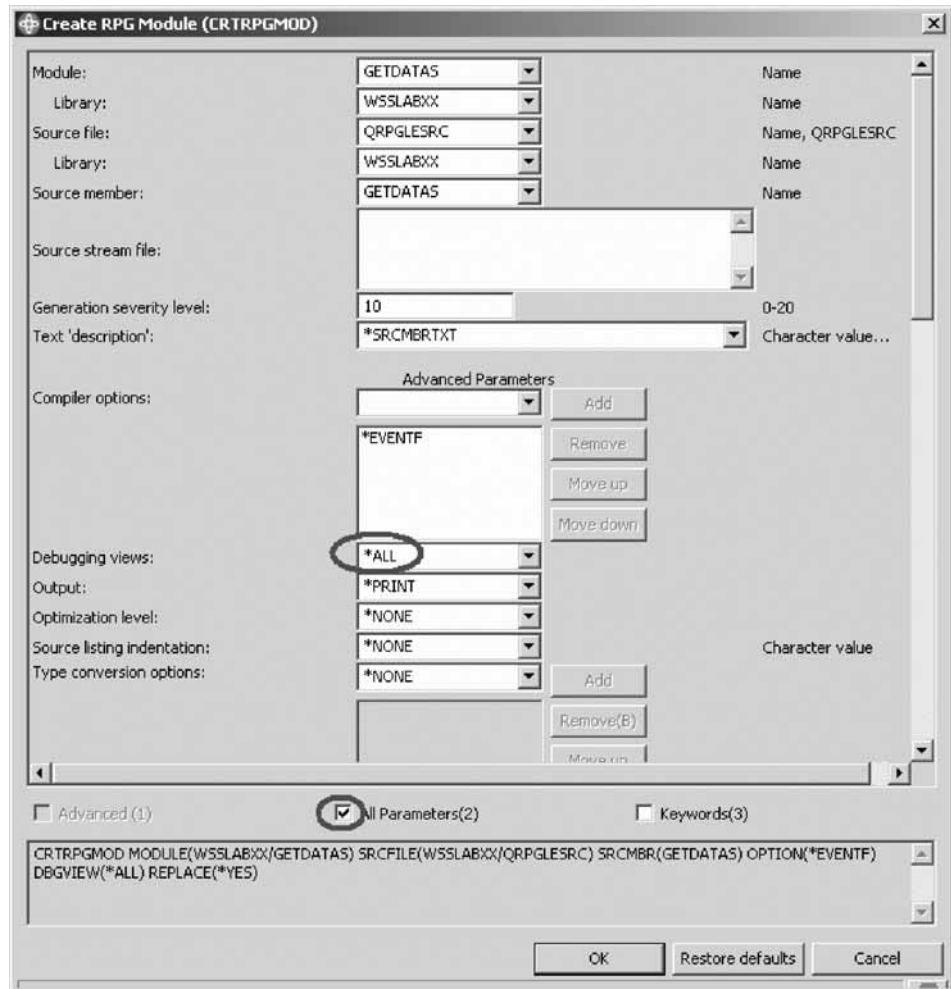 Create RPG Module (CRTRPGMOD)
Module: GETDATAS Name
Library: WSSLABXX Name
Source file: QRPGLESRC Name, QRPGLESRC
Library: WSSLABXX Name
Source member: GETDATAS Name
Source stream file:
Generation severity level: 10 0-20
Text 'description': *SRCMBRTXT Character value...
Advanced Parameters
Compiler options: Add
*EVENTF Remove
Move up
Move down
Debugging views: *ALL
Output: *PRINT
Optimization level: *NONE
Source listing indentation: *NONE Character value
Type conversion options: *NONE Add
Remove(B)
Move up
Advanced (1) All Parameters(2) Keywords(3)
CRTRPGMOD MODULE(WSSLABXX/GETDATAS) SRCFILE(WSSLABXX/QRPGLESRC) SRCMBR(GETDATAS) OPTION(*EVENTF)
DBGVIEW(*ALL) REPLACE(*YES)
OK Restore defaults Cancel